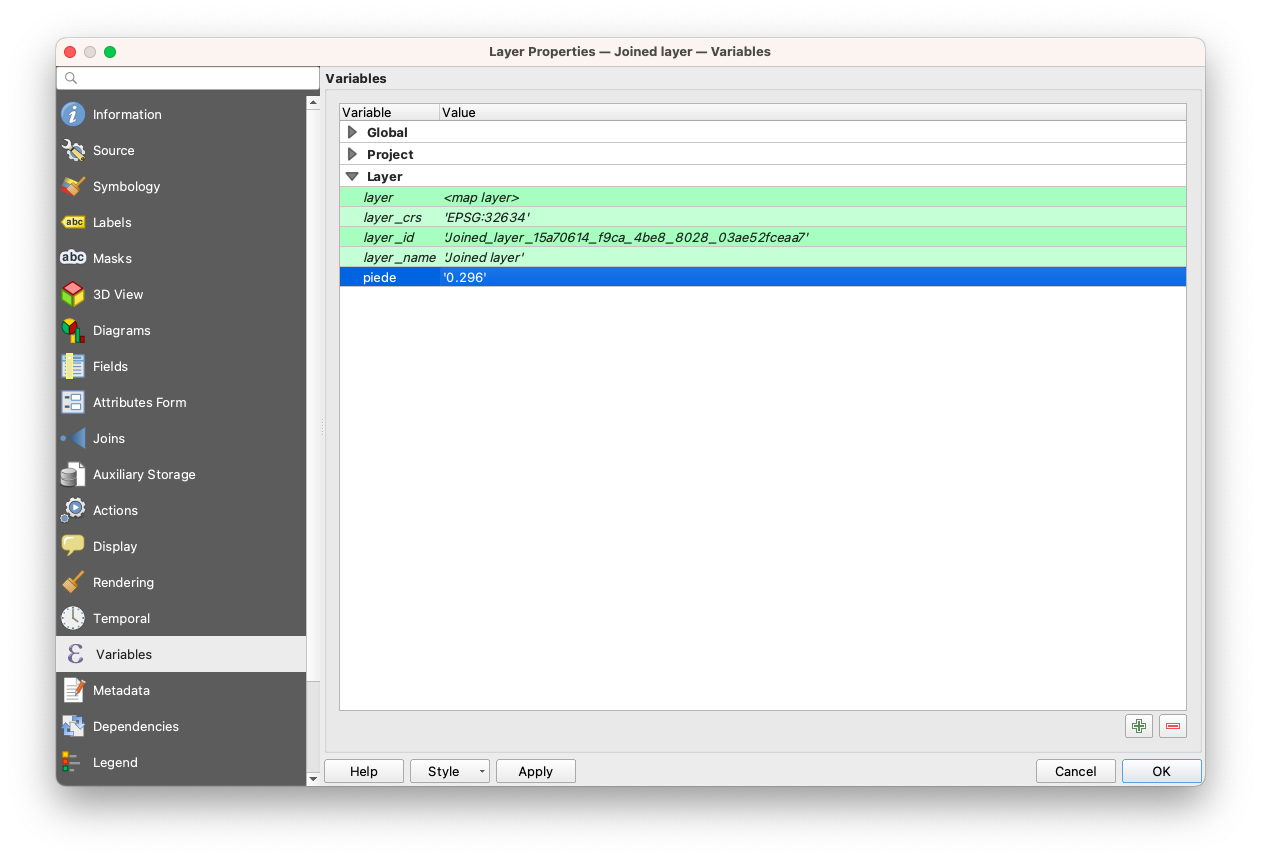 Layer Properties — Joined layer — Variables
Variables
Information
Source
Symbology
abc Labels
abc Masks
3D View
Diagrams
Fields
Attributes Form
Joins
Auxiliary Storage
Actions
Display
Rendering
Temporal
Variables
Metadata
Dependencies
Legend
Variable Value
Global
Project
Layer
layer <map layer>
layer_crs 'EPSG:32634'
layer_id 'Joined_layer_15a70614_f9ca_4be8_8028_03ae52fceaa7'
layer_name 'Joined layer'
piede '0.296'
Help Style Apply Cancel OK